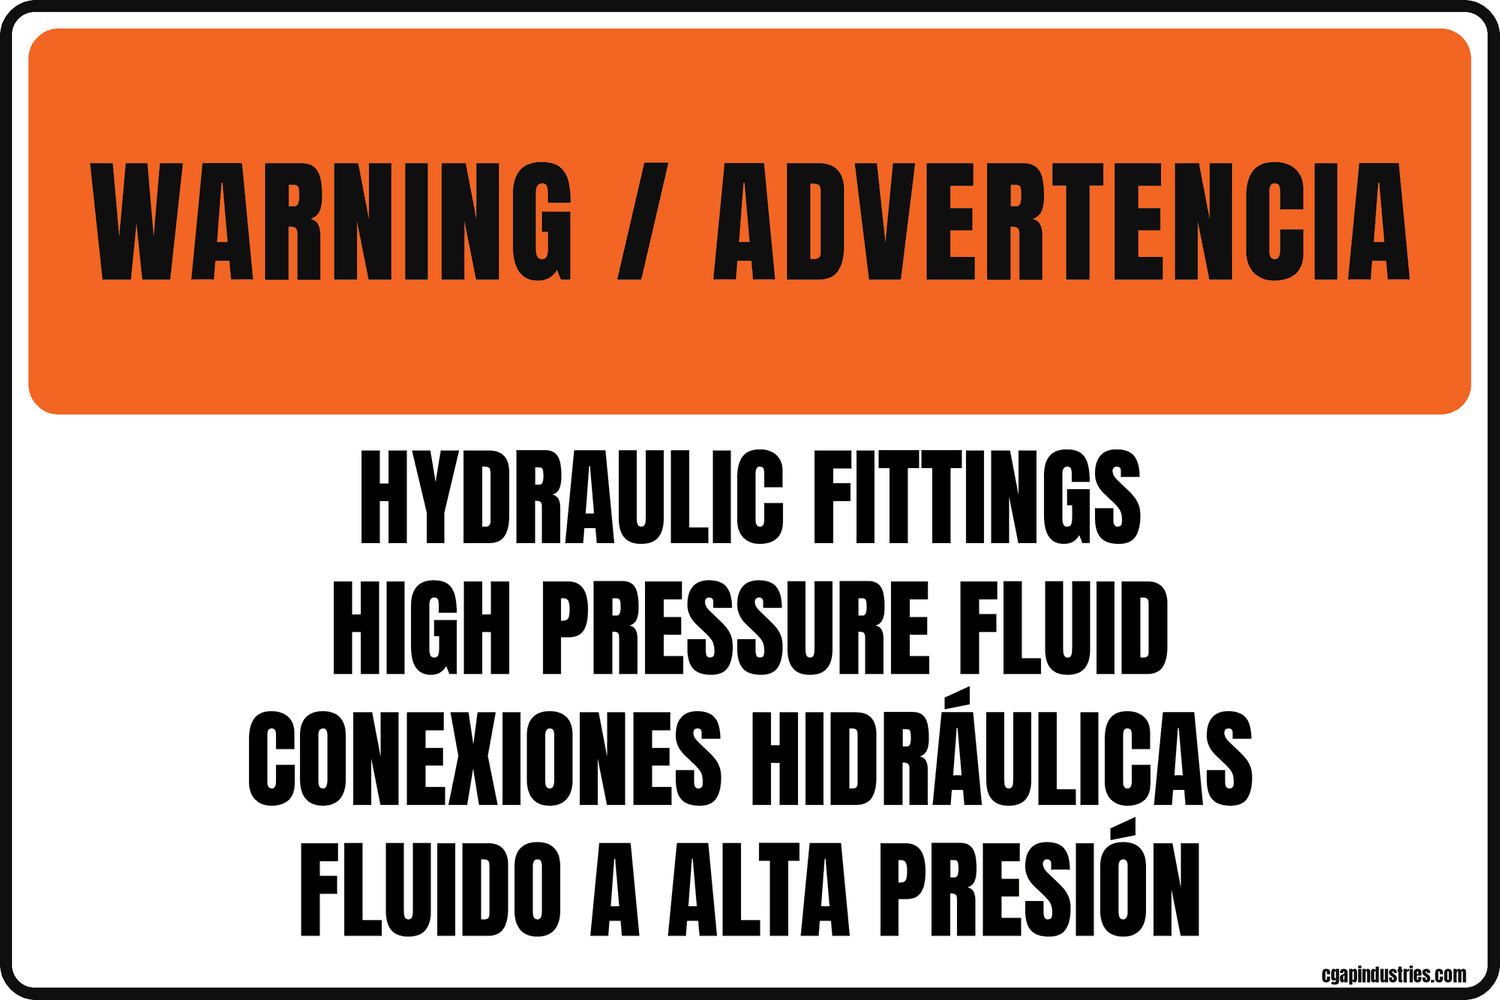 WARNING / ADVERTENCIA
HYDRAULIC FITTINGS
HIGH PRESSURE FLUID
CONEXIONES HIDRÁULICAS
FLUIDO A ALTA PRESIÓN
cgapindustries.com